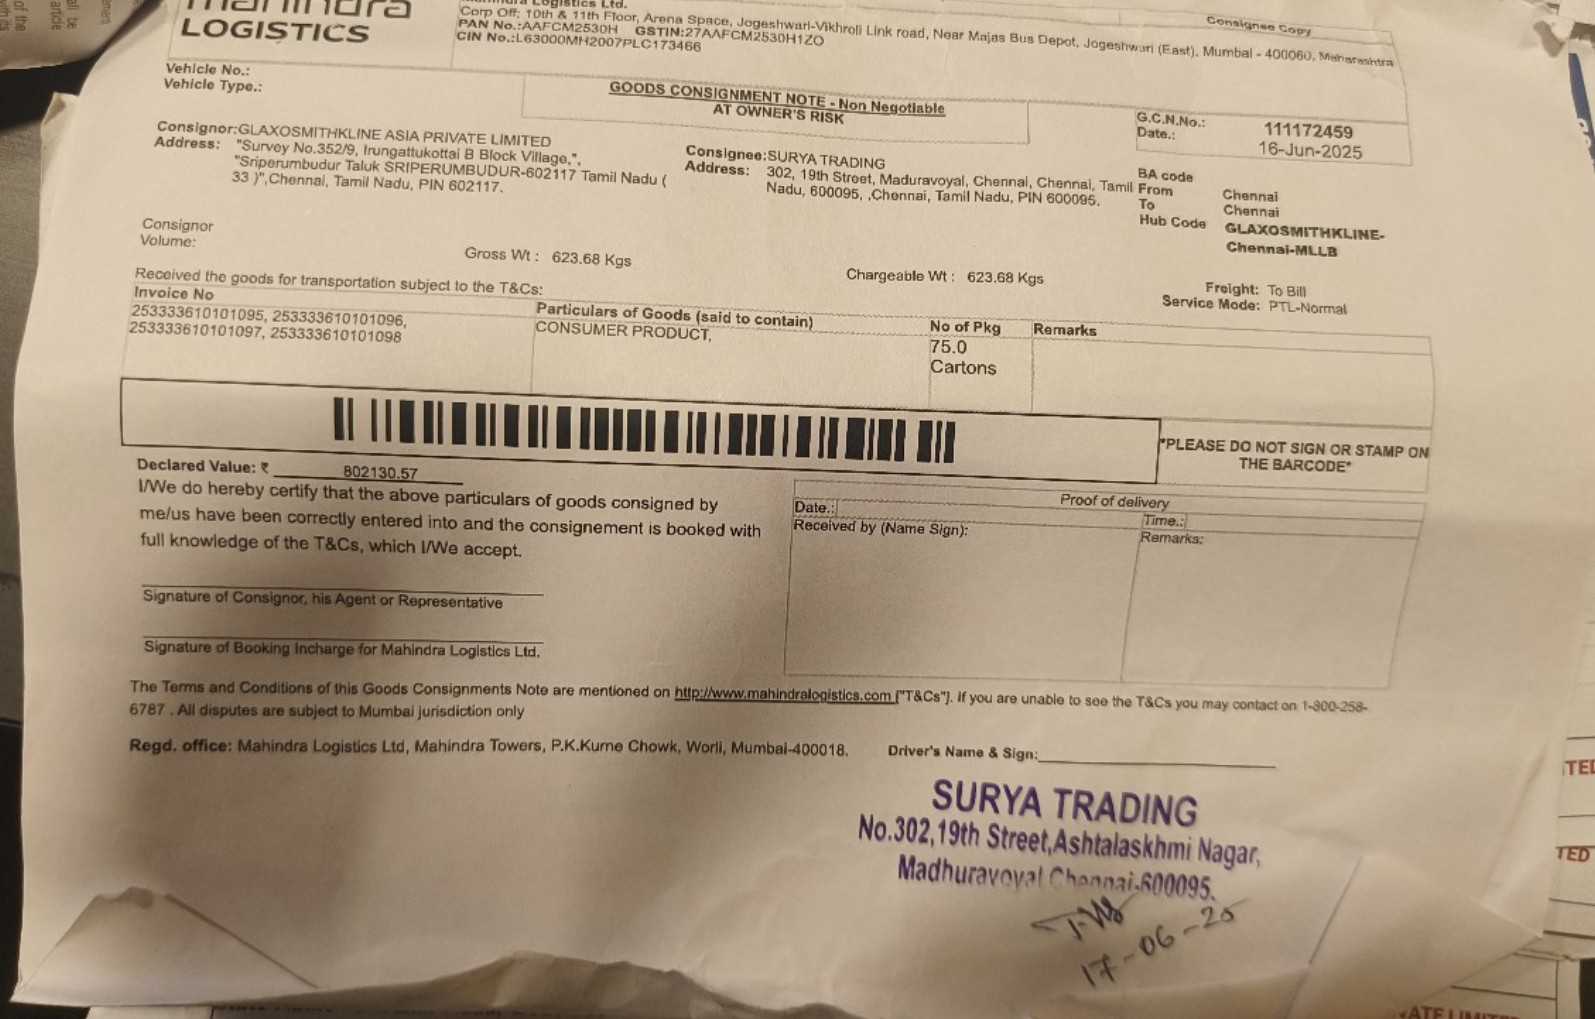 LOGISTICS
Logistics Ltd.
Corp Off: 10th & 11th Floor, Arena Space, Jogeshwari-Vikhroli Link road, Near Majas Bus Depot, Jogeshwari (East), Mumbai - 400060, Maharashtra
PAN No.:AAFCM2530H GSTIN:27AAFCM2530H1ZO
CIN No.:L63000MH2007PLC173466
Consignee Copy
Vehicle No.:
Vehicle Type.:
GOODS CONSIGNMENT NOTE - Non Negotiable
AT OWNER'S RISK
G.C.N.No.: 111172459
Date.: 16-Jun-2025
Consignor:GLAXOSMITHKLINE ASIA PRIVATE LIMITED
Address: "Survey No.352/9, Irungattukottai B Block Village,",
"Sriperumbudur Taluk SRIPERUMBUDUR-602117 Tamil Nadu (
33 )",Chennai, Tamil Nadu, PIN 602117.
Consignee:SURYA TRADING
Address: 302, 19th Street, Maduravoyal, Chennai, Chennai, Tamil
Nadu, 600095, ,Chennai, Tamil Nadu, PIN 600095.
BA code
From Chennai
To Chennai
Hub Code GLAXOSMITHKLINE-
Chennai-MLLB
Consignor
Volume:
Gross Wt : 623.68 Kgs
Chargeable Wt : 623.68 Kgs
Freight: To Bill
Service Mode: PTL-Normal
Received the goods for transportation subject to the T&Cs:
Invoice No Particulars of Goods (said to contain) No of Pkg Remarks
253333610101095, 253333610101096,
253333610101097, 253333610101098
CONSUMER PRODUCT,
75.0
Cartons
*PLEASE DO NOT SIGN OR STAMP ON
THE BARCODE*
Declared Value: ₹ 802130.57
I/We do hereby certify that the above particulars of goods consigned by
me/us have been correctly entered into and the consignement is booked with
full knowledge of the T&Cs, which I/We accept.
Proof of delivery
Date.: Time.:
Received by (Name Sign): Remarks:
Signature of Consignor, his Agent or Representative
Signature of Booking Incharge for Mahindra Logistics Ltd.
The Terms and Conditions of this Goods Consignments Note are mentioned on http://www.mahindralogistics.com ["T&Cs"]. If you are unable to see the T&Cs you may contact on 1-800-258-
6787 . All disputes are subject to Mumbai jurisdiction only
Regd. office: Mahindra Logistics Ltd, Mahindra Towers, P.K.Kurne Chowk, Worli, Mumbai-400018. Driver's Name & Sign:
SURYA TRADING
No.302,19th Street,Ashtalaskhmi Nagar,
Madhuravoyal Chennai-600095.
17-06-25